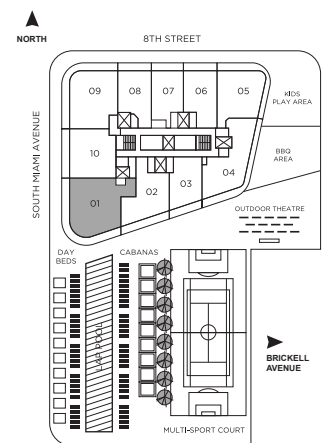 NORTH
8TH STREET
SOUTH MIAMI AVENUE
09
08
07
06
05
KIDS
PLAY AREA
10
BBQ
AREA
04
01
02
03
OUTDOOR THEATRE
DAY
BEDS
CABANAS
LAP POOL
BRICKELL
AVENUE
MULTI-SPORT COURT